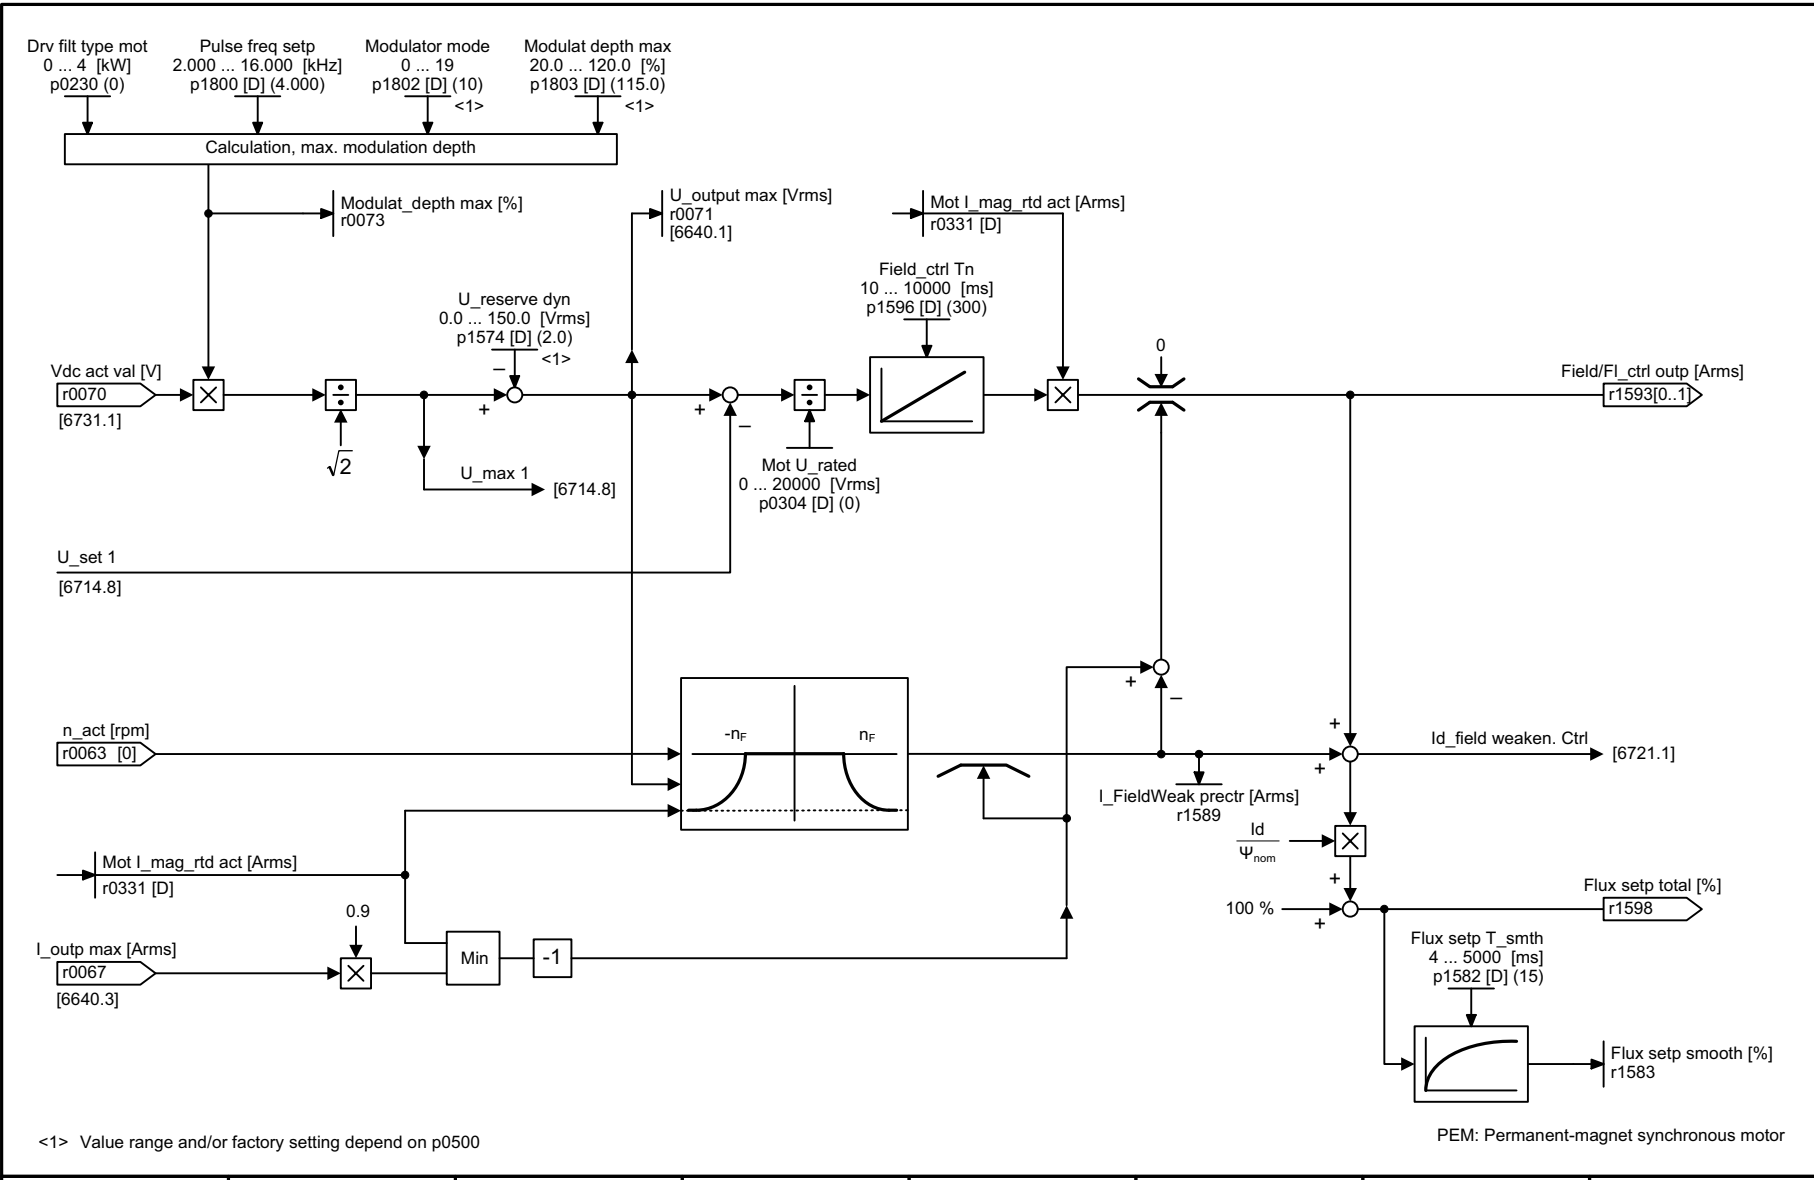 Drv filt type mot
0 ... 4 [kW]
p0230 (0)
Pulse freq setp
2.000 ... 16.000 [kHz]
p1800 [D] (4.000)
Modulator mode
0 ... 19
p1802 [D] (10)
<1>
Modulat depth max
20.0 ... 120.0 [%]
p1803 [D] (115.0)
<1>
Calculation, max. modulation depth
Modulat_depth max [%]
r0073
U_output max [Vrms]
r0071
[6640.1]
Mot I_mag_rtd act [Arms]
r0331 [D]
Field_ctrl Tn
10 ... 10000 [ms]
p1596 [D] (300)
U_reserve dyn
0.0 ... 150.0 [Vrms]
p1574 [D] (2.0)
<1>
–
0
Vdc act val [V]
r0070
[6731.1]
×
÷
√2
+
+
–
÷
×
Field/Fl_ctrl outp [Arms]
r1593[0..1]
U_max 1
[6714.8]
Mot U_rated
0 ... 20000 [Vrms]
p0304 [D] (0)
U_set 1
[6714.8]
+
–
n_act [rpm]
r0063 [0]
-nF
nF
+
+
Id_field weaken. Ctrl
[6721.1]
I_FieldWeak prectr [Arms]
r1589
Id
Ψnom
×
Mot I_mag_rtd act [Arms]
r0331 [D]
+
100 %
+
Flux setp total [%]
r1598
0.9
I_outp max [Arms]
r0067
[6640.3]
×
Min
-1
Flux setp T_smth
4 ... 5000 [ms]
p1582 [D] (15)
Flux setp smooth [%]
r1583
<1> Value range and/or factory setting depend on p0500
PEM: Permanent-magnet synchronous motor